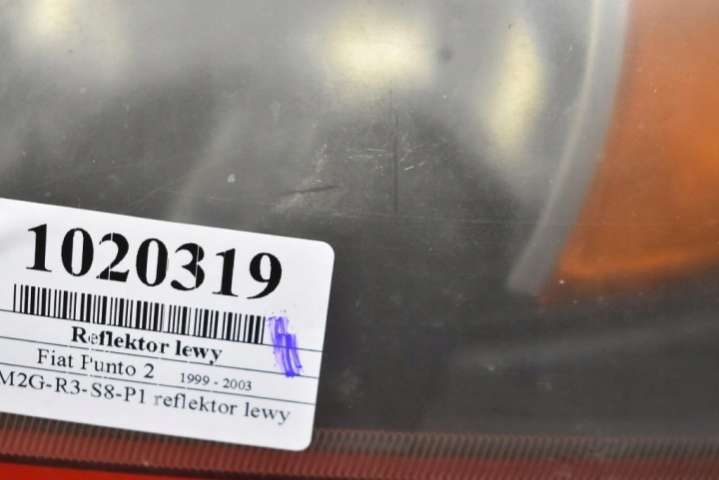 1020319
Reflektor lewy
Fiat Punto 2 1999 - 2003
M2G-R3-S8-P1 reflektor lewy